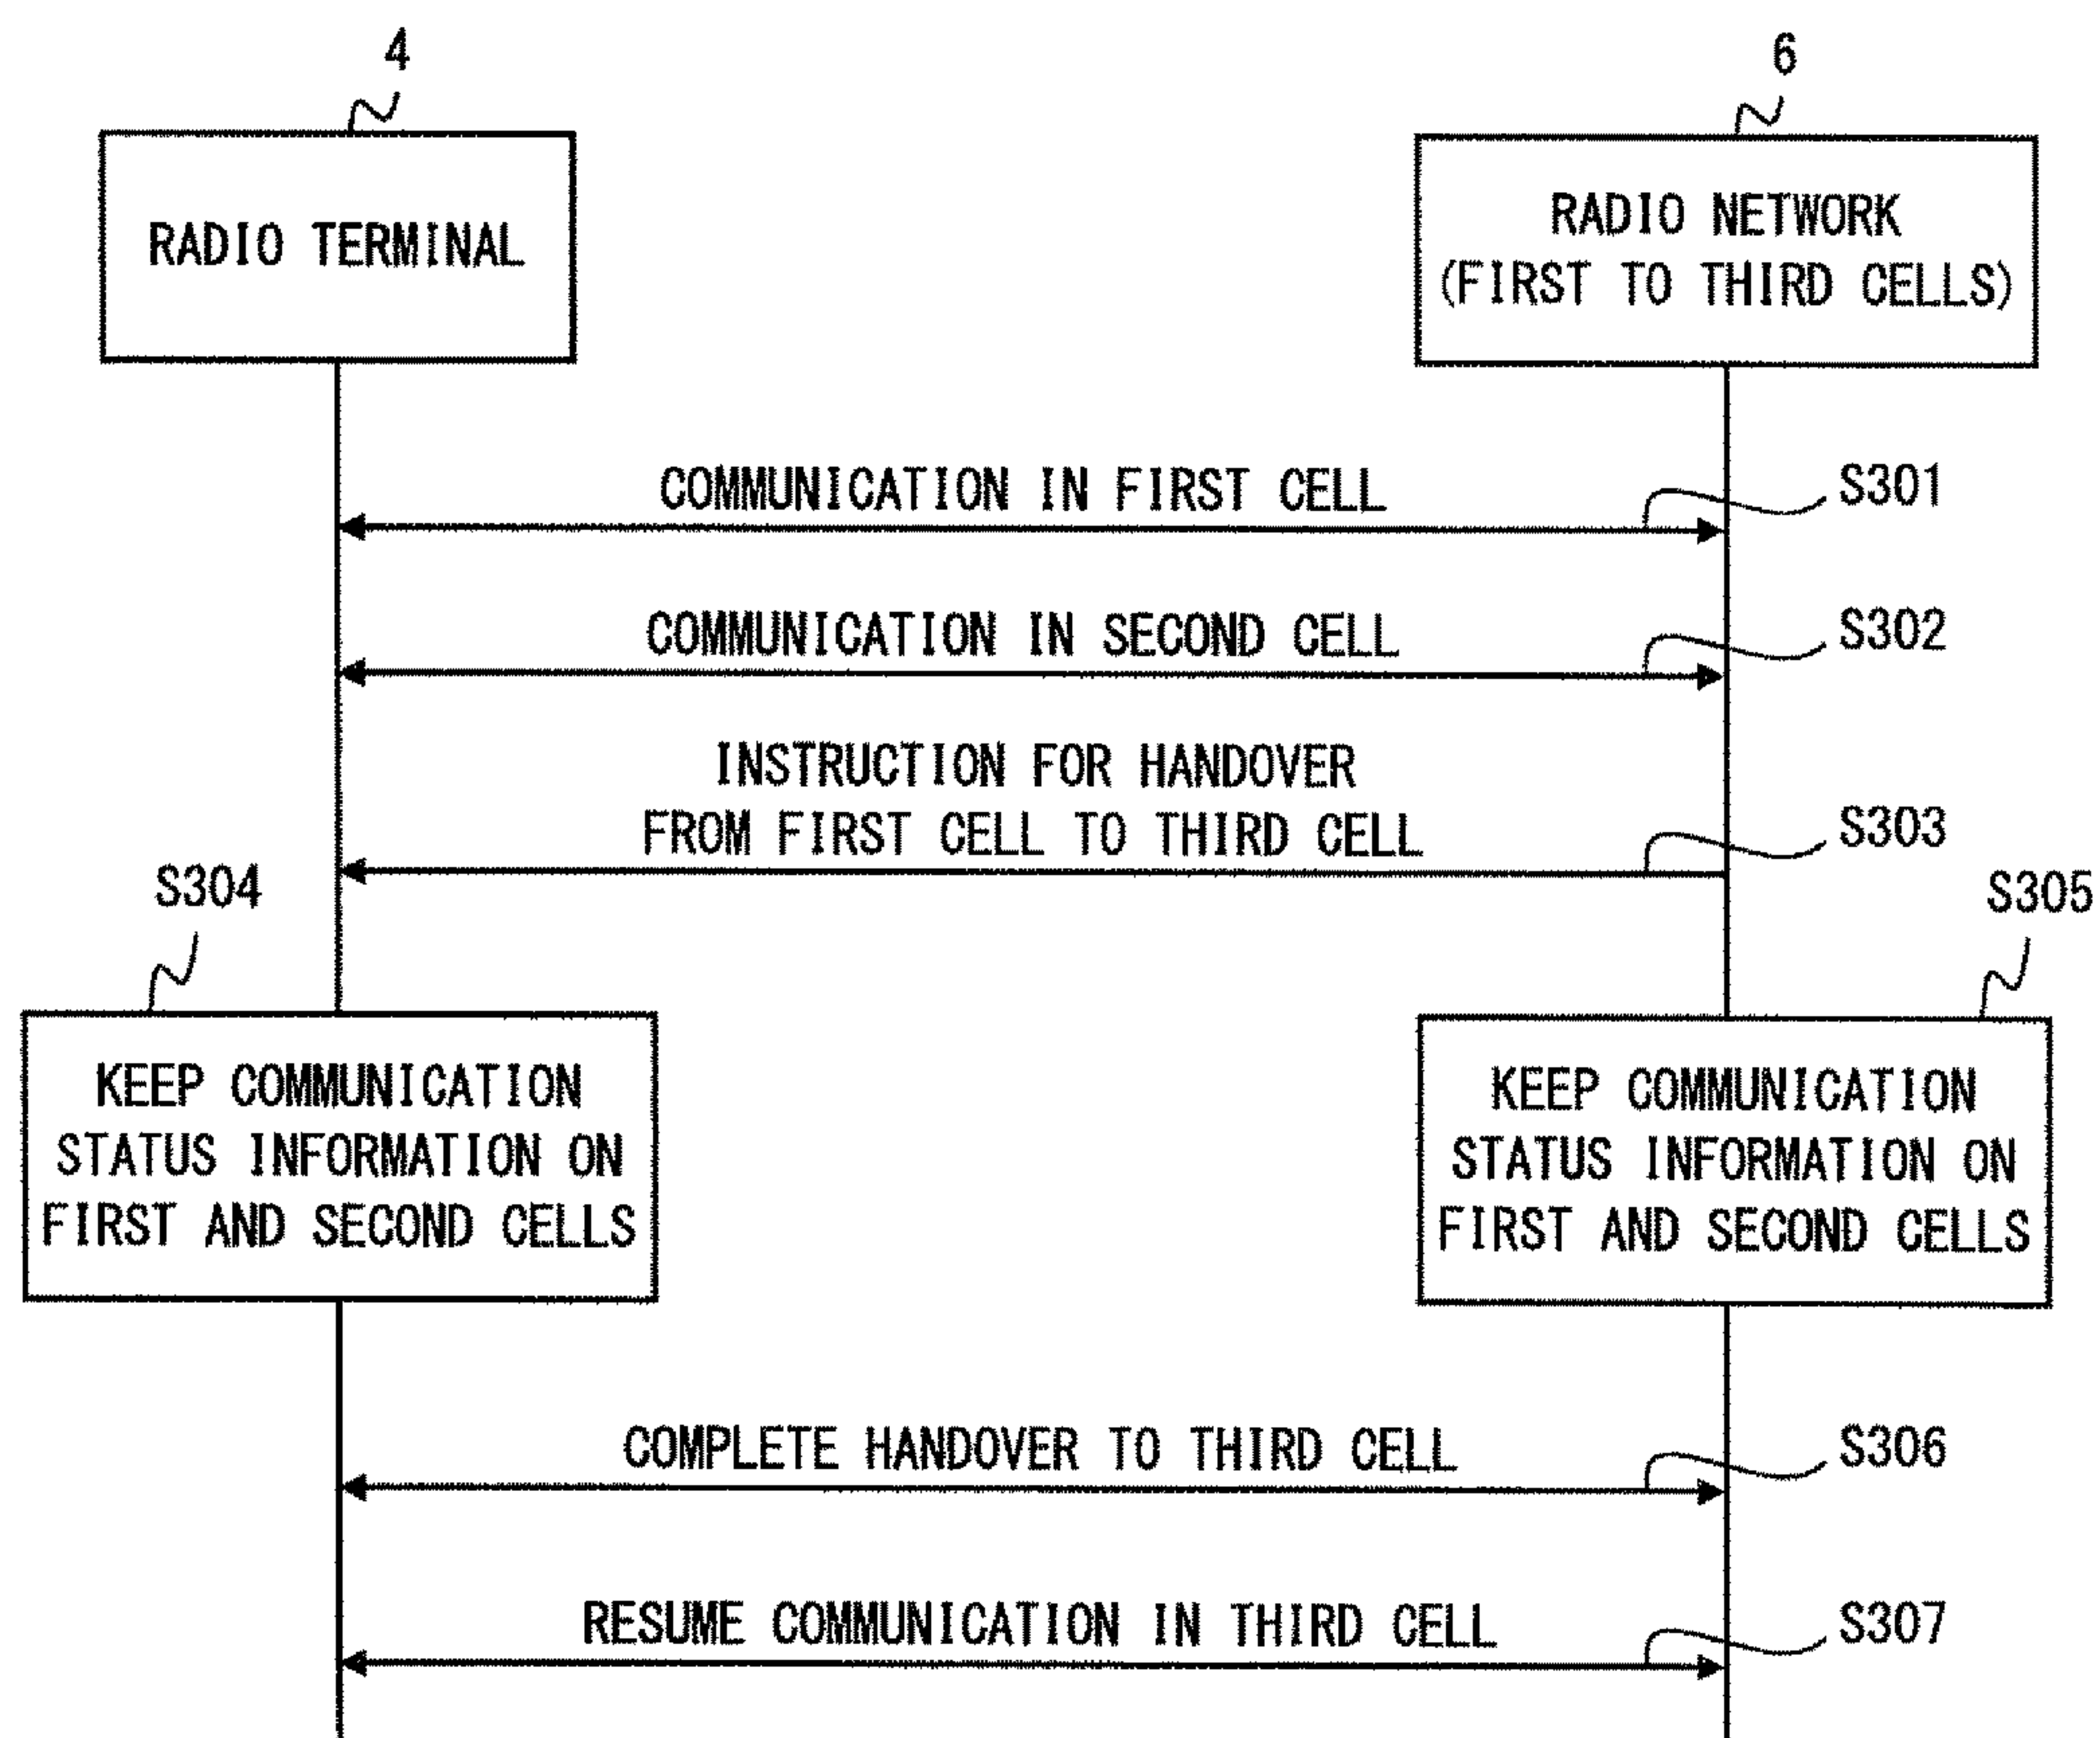 4
6
RADIO TERMINAL
RADIO NETWORK
(FIRST TO THIRD CELLS)
COMMUNICATION IN FIRST CELL
S301
COMMUNICATION IN SECOND CELL
S302
INSTRUCTION FOR HANDOVER
FROM FIRST CELL TO THIRD CELL
S303
S304
S305
KEEP COMMUNICATION
STATUS INFORMATION ON
FIRST AND SECOND CELLS
KEEP COMMUNICATION
STATUS INFORMATION ON
FIRST AND SECOND CELLS
COMPLETE HANDOVER TO THIRD CELL
S306
RESUME COMMUNICATION IN THIRD CELL
S307